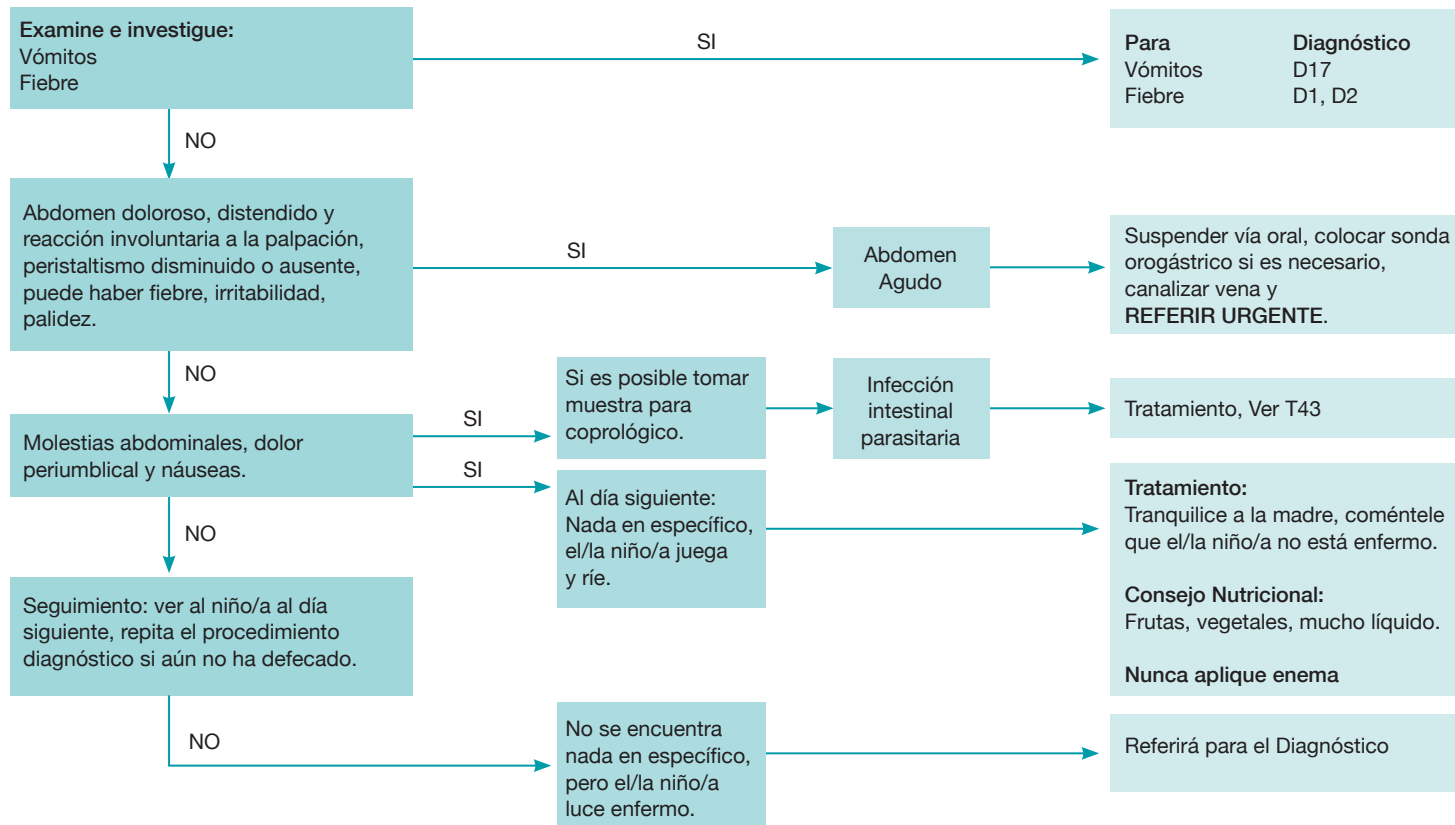 Examine e investigue:
Vómitos
Fiebre
SI
Para Diagnóstico
Vómitos D17
Fiebre D1, D2
NO
Abdomen doloroso, distendido y
reacción involuntaria a la palpación,
peristaltismo disminuido o ausente,
puede haber fiebre, irritabilidad,
palidez.
SI
Abdomen
Agudo
Suspender vía oral, colocar sonda
orogástrico si es necesario,
canalizar vena y
REFERIR URGENTE.
NO
Molestias abdominales, dolor
periumblical y náuseas.
SI
Si es posible tomar
muestra para
coprológico.
Infección
intestinal
parasitaria
Tratamiento, Ver T43
SI
Al día siguiente:
Nada en específico,
el/la niño/a juega
y ríe.
Tratamiento:
Tranquilice a la madre, coméntele
que el/la niño/a no está enfermo.
Consejo Nutricional:
Frutas, vegetales, mucho líquido.
Nunca aplique enema
NO
Seguimiento: ver al niño/a al día
siguiente, repita el procedimiento
diagnóstico si aún no ha defecado.
NO
No se encuentra
nada en específico,
pero el/la niño/a
luce enfermo.
Referirá para el Diagnóstico